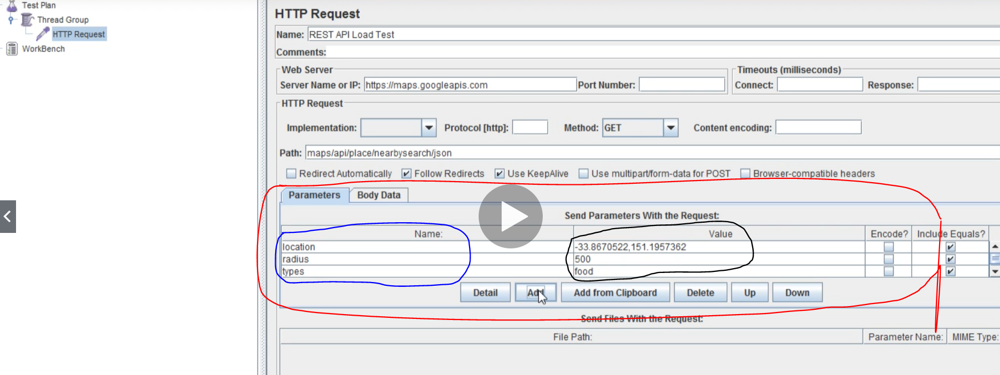 Test Plan
Thread Group
HTTP Request
WorkBench
HTTP Request
Name: REST API Load Test
Comments:
Web Server
Timeouts (milliseconds)
Server Name or IP: https://maps.googleapis.com Port Number: Connect: Response:
HTTP Request
Implementation: Protocol [http]: Method: GET Content encoding:
Path: maps/api/place/nearbysearch/json
Redirect Automatically Follow Redirects Use KeepAlive Use multipart/form-data for POST Browser-compatible headers
Parameters Body Data
Send Parameters With the Request:
Name: Value Encode? Include Equals?
location -33.8670522,151.1957362
radius 500
types food
Detail Add Add from Clipboard Delete Up Down
Send Files With the Request:
File Path: Parameter Name: MIME Type: